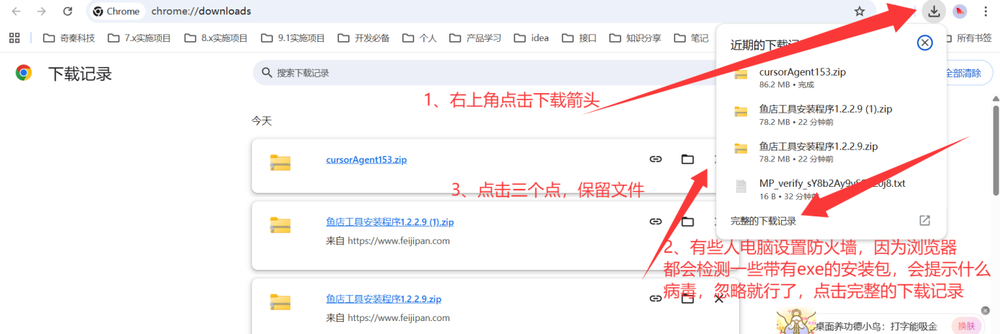 Chrome
chrome://downloads
奇秦科技
7.x实施项目
8.x实施项目
9.1实施项目
开发必备
个人
产品学习
idea
接口
知识分享
笔记
所有书签
下载记录
搜索下载记录
全部清除
近期的下载记
cursorAgent153.zip
86.2 MB • 完成
鱼店工具安装程序1.2.2.9 (1).zip
78.2 MB • 22 分钟前
鱼店工具安装程序1.2.2.9.zip
78.2 MB • 22 分钟前
16 B • 32 分钟前
完整的下载记录
1、右上角点击下载箭头
今天
cursorAgent153.zip
3、点击三个点，保留文件
鱼店工具安装程序1.2.2.9 (1).zip
来自 https://www.feijipan.com
2、有些人电脑设置防火墙，因为浏览器
都会检测一些带有exe的安装包，会提示什么
病毒，忽略就行了，点击完整的下载记录
鱼店工具安装程序1.2.2.9.zip
来自 https://www.feijipan.com
桌面养功德小鸟：打字能吸金
换肤